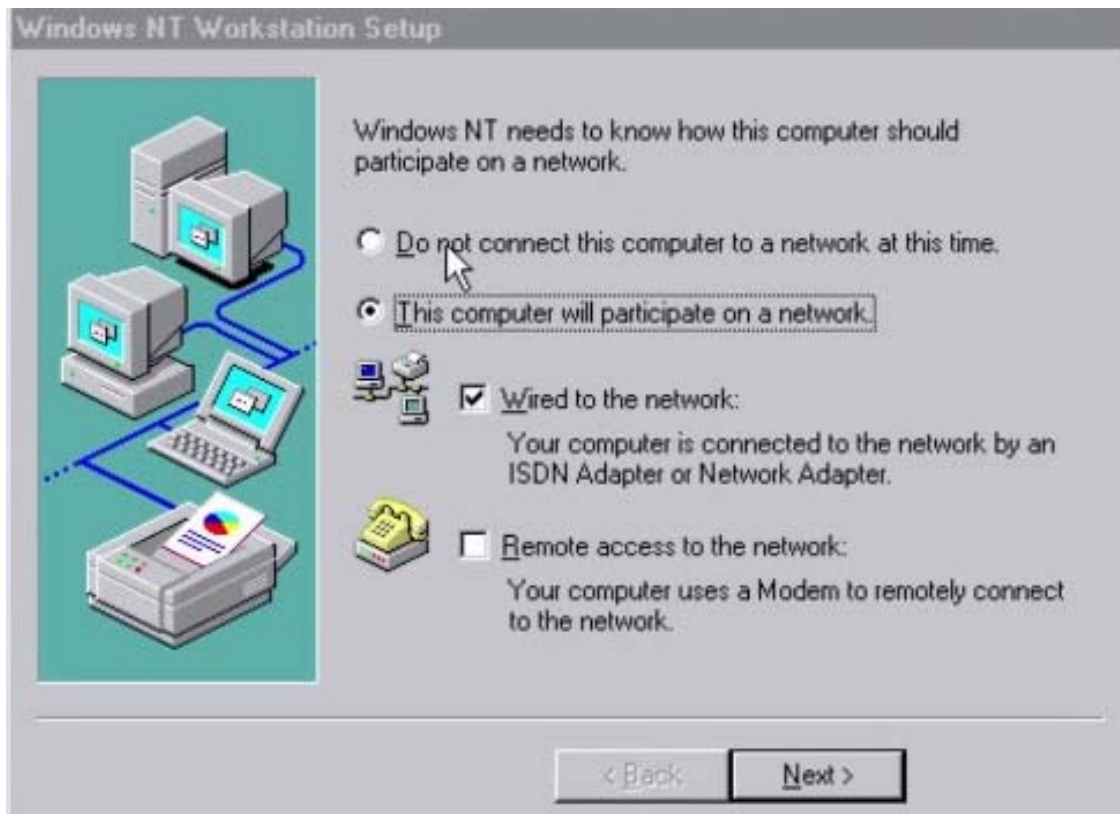 Windows NT Workstation Setup
Windows NT needs to know how this computer should
participate on a network.
Do not connect this computer to a network at this time.
This computer will participate on a network.
Wired to the network:
Your computer is connected to the network by an
ISDN Adapter or Network Adapter.
Remote access to the network:
Your computer uses a Modem to remotely connect
to the network.
< Back
Next >